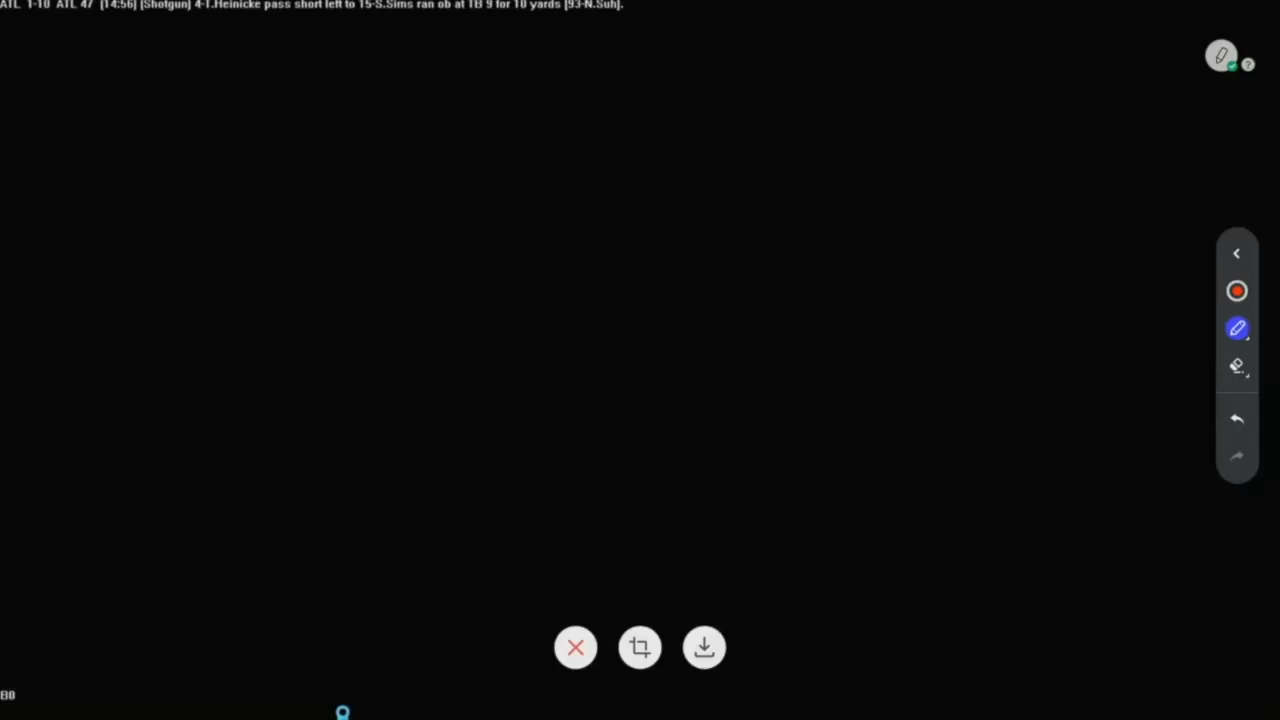 ATL 1-10 ATL 47 (14:56) (Shotgun) 4-T.Heinicke pass short left to 15-S.Sims ran ob at TB 9 for 10 yards [93-N.Suh].
?
B0